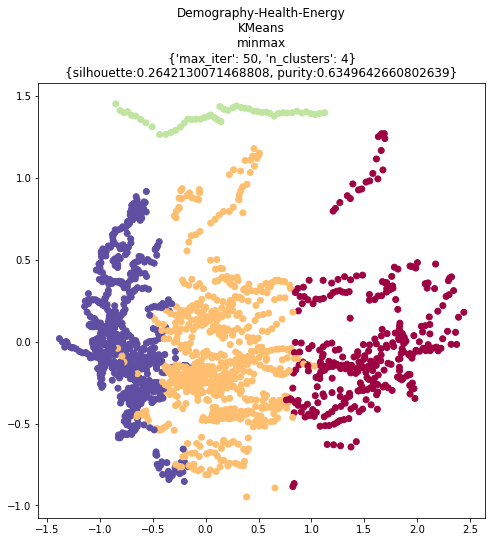 Demography-Health-Energy
KMeans
minmax
{'max_iter': 50, 'n_clusters': 4}
{silhouette:0.2642130071468808, purity:0.6349642660802639}
1.5
1.0
0.5
0.0
−0.5
−1.0
−1.5 −1.0 −0.5 0.0 0.5 1.0 1.5 2.0 2.5